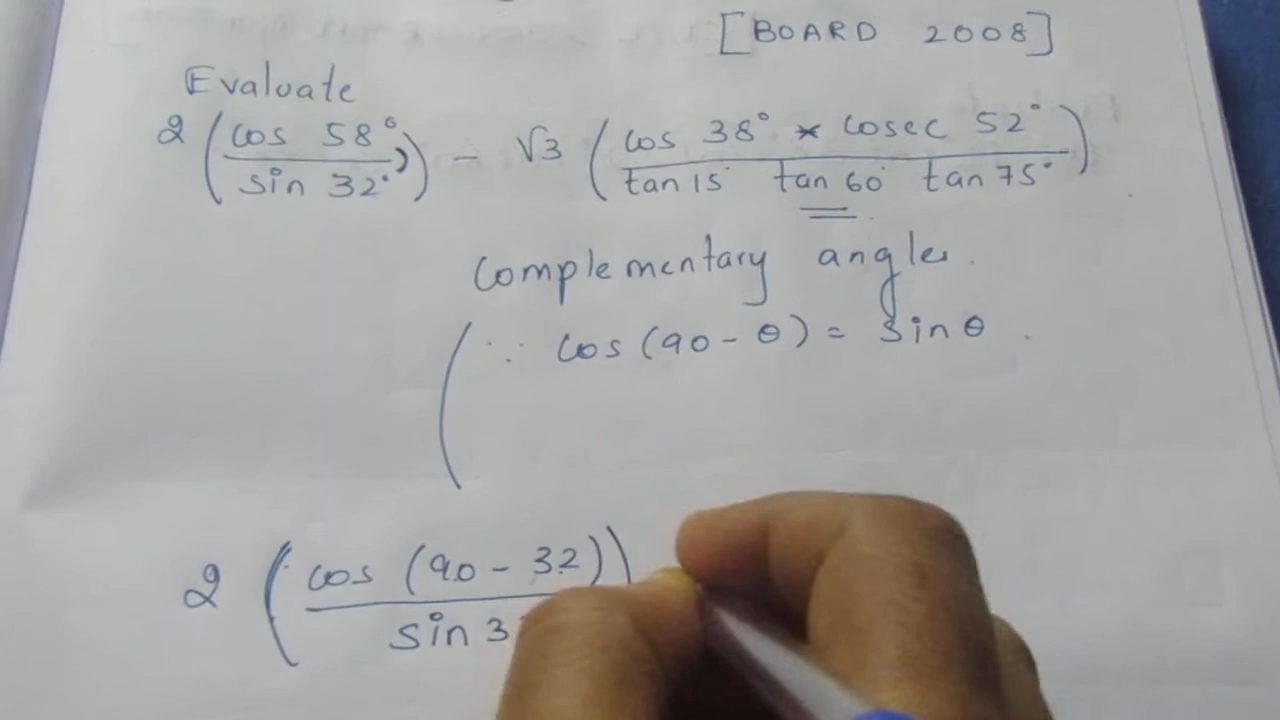 [BOARD 2008]
Evaluate
2 (cos 58° / sin 32°) - √3 (cos 38° * cosec 52° / tan 15° tan 60 tan 75°)
Complementary angles.
(∵ cos (90 - θ) = sin θ.
2 (cos (90 - 32) / sin 3